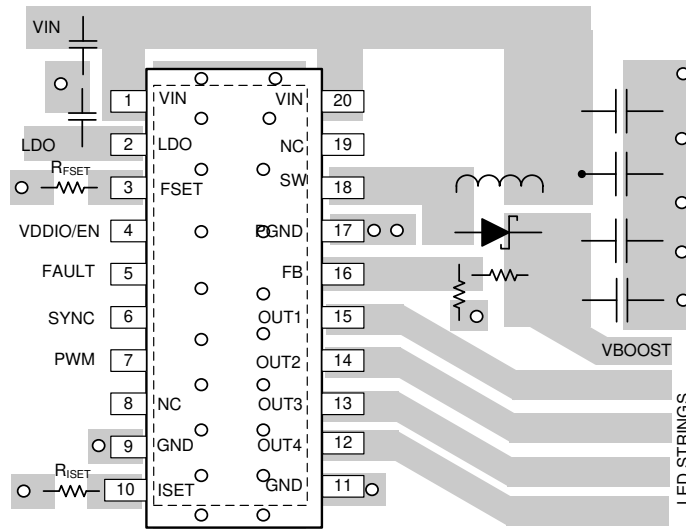 VIN
1 VIN VIN 20
LDO 2 LDO NC 19
R_FSET 3 FSET SW 18
VDDIO/EN 4 PGND 17
FAULT 5 FB 16
SYNC 6 OUT1 15
PWM 7 OUT2 14
8 NC OUT3 13
9 GND OUT4 12
R_ISET 10 ISET GND 11
VBOOST
LED STRINGS